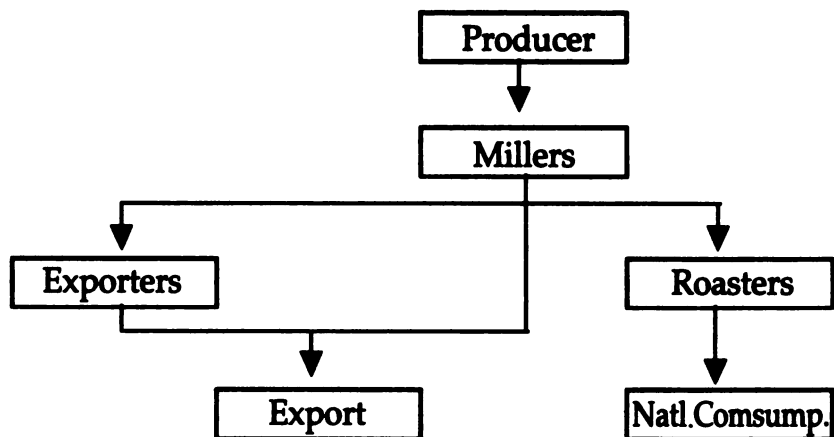 Producer
Millers
Exporters
Roasters
Export
Natl.Comsump.